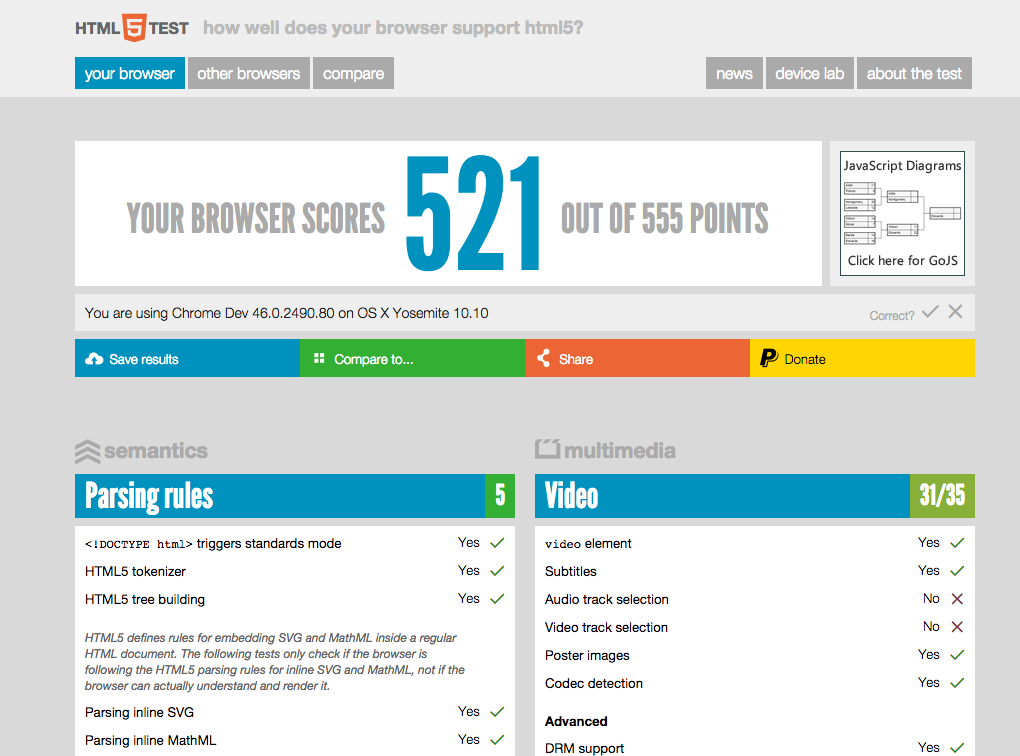 HTML 5 TEST how well does your browser support html5?
your browser other browsers compare news device lab about the test
YOUR BROWSER SCORES 521 OUT OF 555 POINTS
JavaScript Diagrams
Click here for GoJS
You are using Chrome Dev 46.0.2490.80 on OS X Yosemite 10.10 Correct?
Save results Compare to... Share Donate
semantics
Parsing rules 5
<!DOCTYPE html> triggers standards mode Yes
HTML5 tokenizer Yes
HTML5 tree building Yes
HTML5 defines rules for embedding SVG and MathML inside a regular
HTML document. The following tests only check if the browser is
following the HTML5 parsing rules for inline SVG and MathML, not if the
browser can actually understand and render it.
Parsing inline SVG Yes
Parsing inline MathML Yes
multimedia
Video 31/35
video element Yes
Subtitles Yes
Audio track selection No
Video track selection No
Poster images Yes
Codec detection Yes
Advanced
DRM support Yes